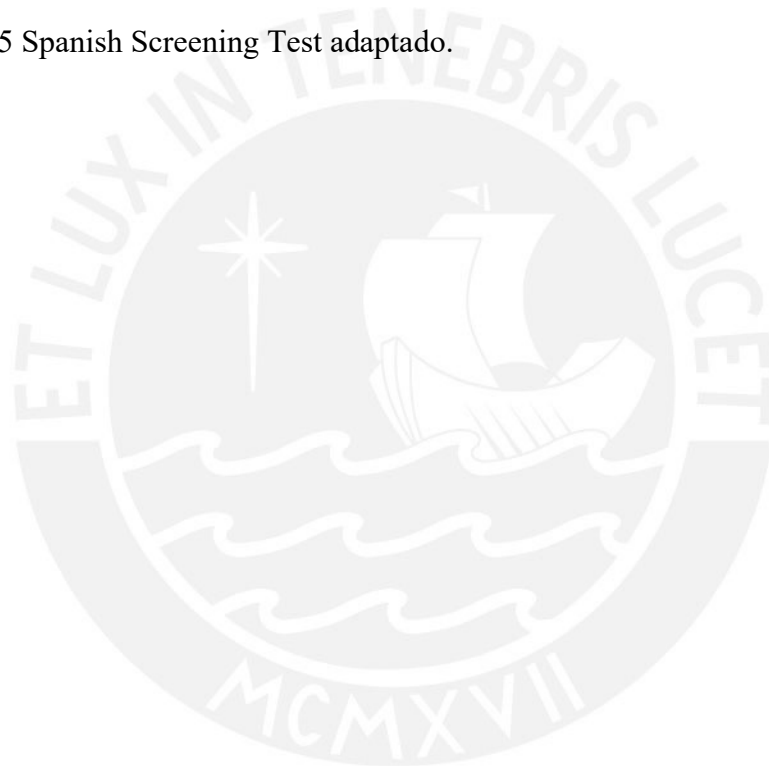 5 Spanish Screening Test adaptado.
ET LUX IN TENEBRIS LUCET
MCMXVII